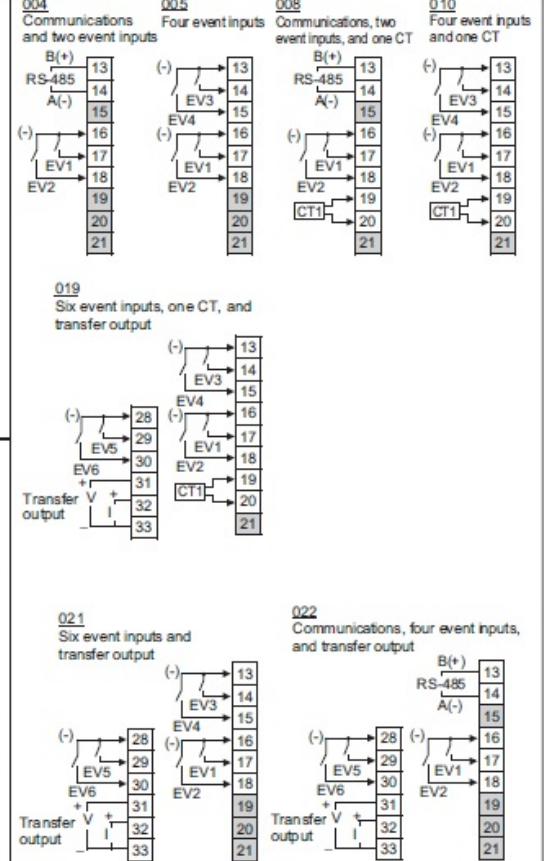 004
Communications
and two event inputs
B(+)
RS-485
A(-)
13
14
15
(-)
16
17
18
EV1
EV2
19
20
21
005
Four event inputs
(-)
13
14
15
EV3
EV4
(-)
16
17
18
EV1
EV2
19
20
21
008
Communications, two
event inputs, and one CT
B(+)
RS-485
A(-)
13
14
15
(-)
16
17
18
EV1
EV2
CT1
19
20
21
010
Four event inputs
and one CT
(-)
13
14
15
EV3
EV4
(-)
16
17
18
EV1
EV2
CT1
19
20
21
019
Six event inputs, one CT, and
transfer output
(-)
28
29
30
EV5
EV6
Transfer
output
+
V
+
I
–
31
32
33
(-)
13
14
15
EV3
EV4
(-)
16
17
18
EV1
EV2
CT1
19
20
21
021
Six event inputs and
transfer output
(-)
28
29
30
EV5
EV6
Transfer
output
+
V
+
I
–
31
32
33
(-)
13
14
15
EV3
EV4
(-)
16
17
18
EV1
EV2
19
20
21
022
Communications, four event inputs,
and transfer output
(-)
28
29
30
EV5
EV6
Transfer
output
+
V
+
I
–
31
32
33
B(+)
RS-485
A(-)
13
14
15
(-)
16
17
18
EV1
EV2
19
20
21